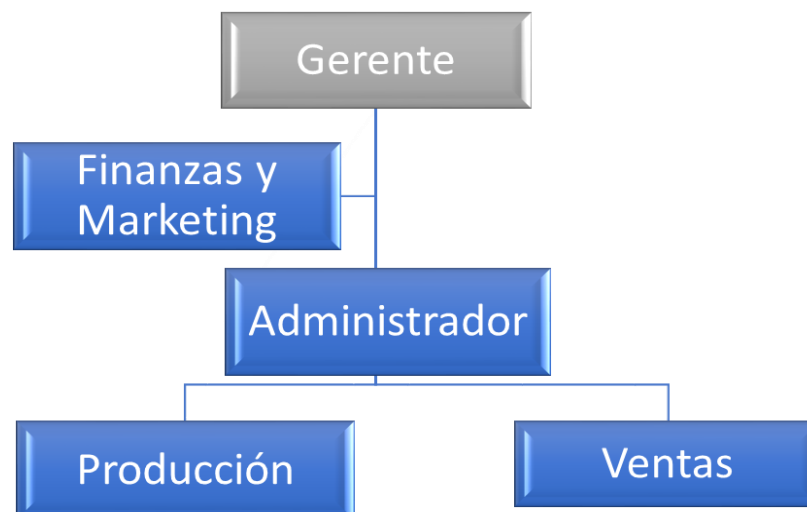 Gerente
Finanzas y
Marketing
Administrador
Producción
Ventas